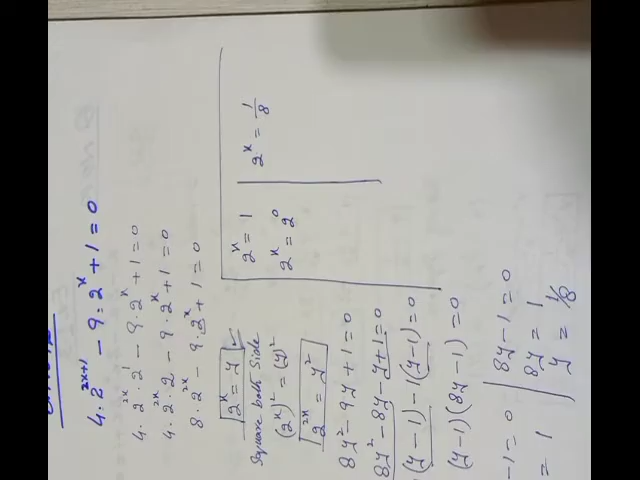 4.2^{2x+1} - 9.2^x + 1 = 0
4.2^{2x}.2^1 - 9.2^x + 1 = 0
4.2^{2x}.2 - 9.2^x + 1 = 0
8.2^{2x} - 9.2^x + 1 = 0
2^x = y
Square both side
(2^x)^2 = (y)^2
2^{2x} = y^2
8y^2 - 9y + 1 = 0
8y^2 - 8y - y + 1 = 0
(y-1) - 1(y-1) = 0
(y-1)(8y-1) = 0
-1 = 0
= 1
8y - 1 = 0
8y = 1
y = 1/8
2^x = 1
2^x = 2^0
2^x = 1/8